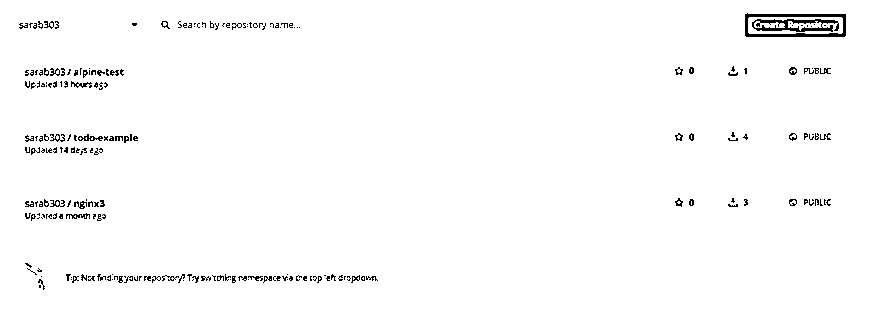 sarab303
Search by repository name...
Create Repository
sarab303 / alpine-test
0
1
PUBLIC
Updated 13 hours ago
sarab303 / todo-example
0
4
PUBLIC
Updated 14 days ago
sarab303 / nginx3
0
3
PUBLIC
Updated a month ago
Tip: Not finding your repository? Try switching namespace via the top left dropdown.